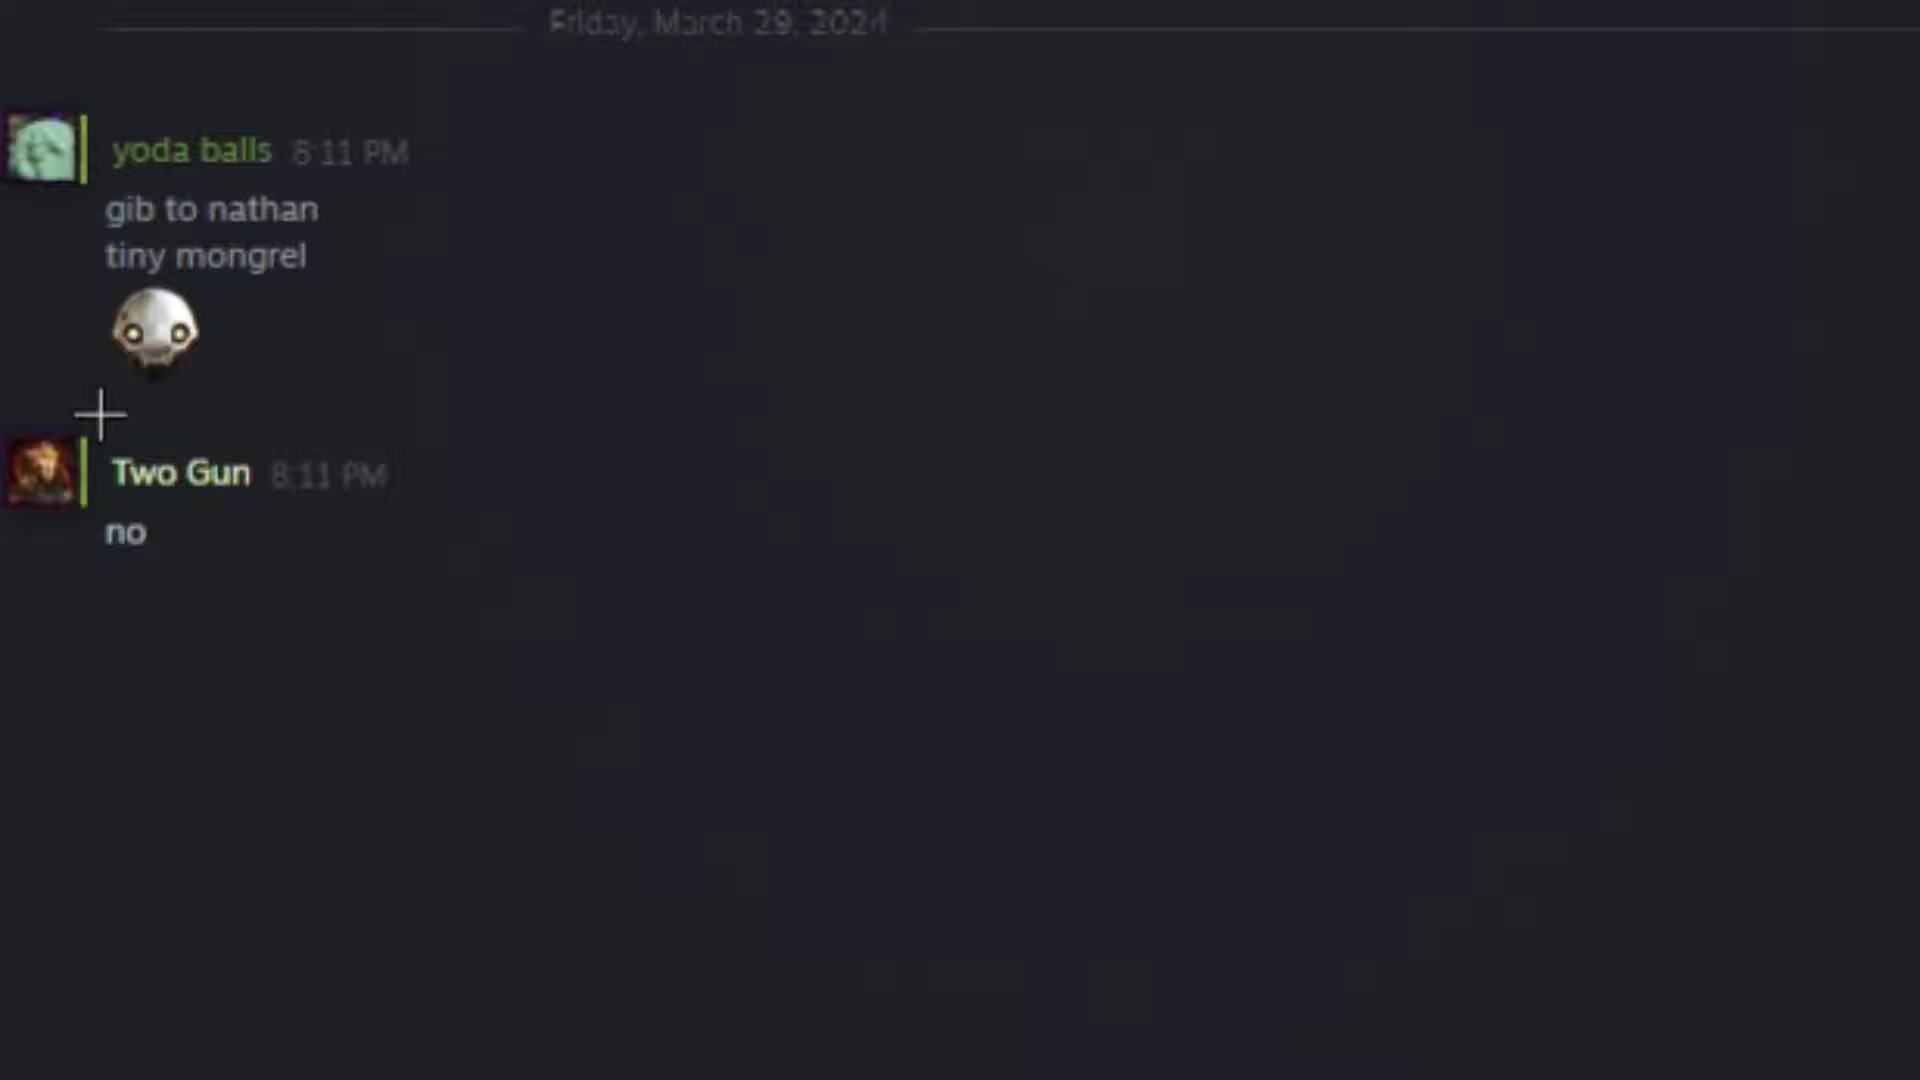 Friday, March 29, 2024
yoda balls 8:11 PM
gib to nathan
tiny mongrel
Two Gun 8:11 PM
no